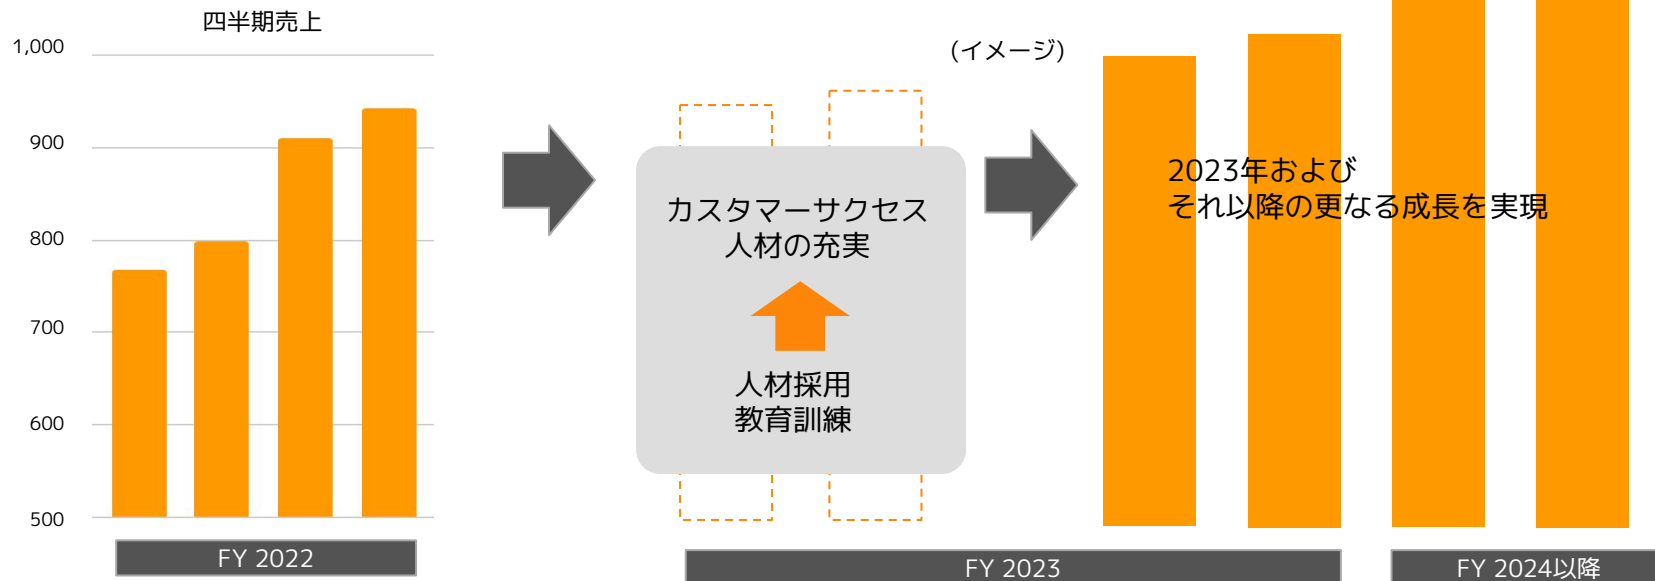 四半期売上
1,000
900
800
700
600
500
FY 2022
カスタマーサクセス
人材の充実
人材採用
教育訓練
(イメージ)
2023年および
それ以降の更なる成長を実現
FY 2023
FY 2024以降